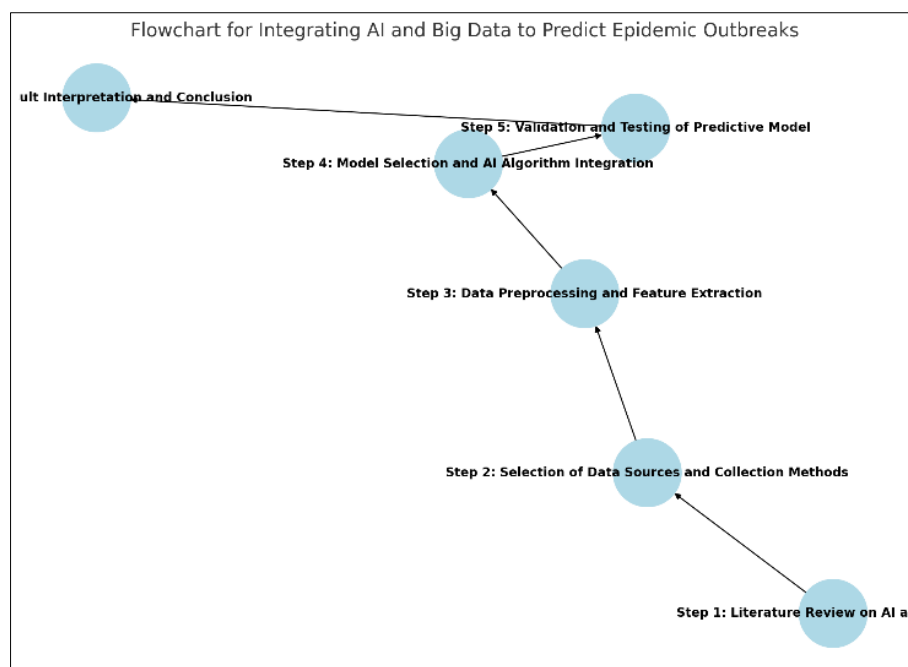 Flowchart for Integrating AI and Big Data to Predict Epidemic Outbreaks
ult Interpretation and Conclusion
Step 5: Validation and Testing of Predictive Model
Step 4: Model Selection and AI Algorithm Integration
Step 3: Data Preprocessing and Feature Extraction
Step 2: Selection of Data Sources and Collection Methods
Step 1: Literature Review on AI a